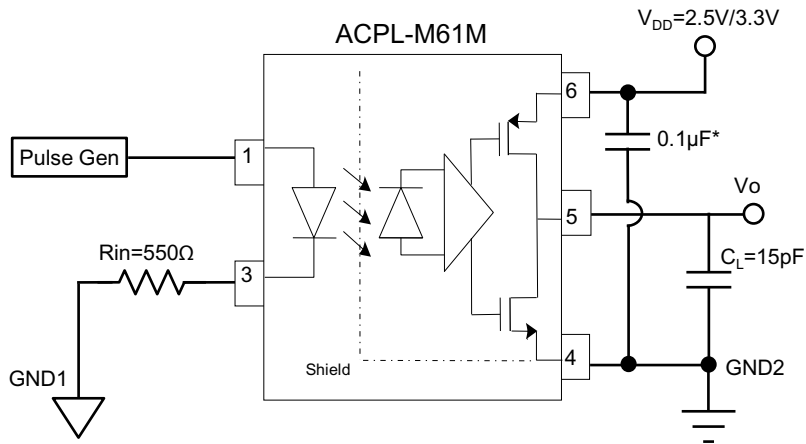 ACPL-M61M
V_DD=2.5V/3.3V
6
0.1µF*
Pulse Gen
1
5
Vo
Rin=550Ω
3
C_L=15pF
Shield
4
GND1
GND2